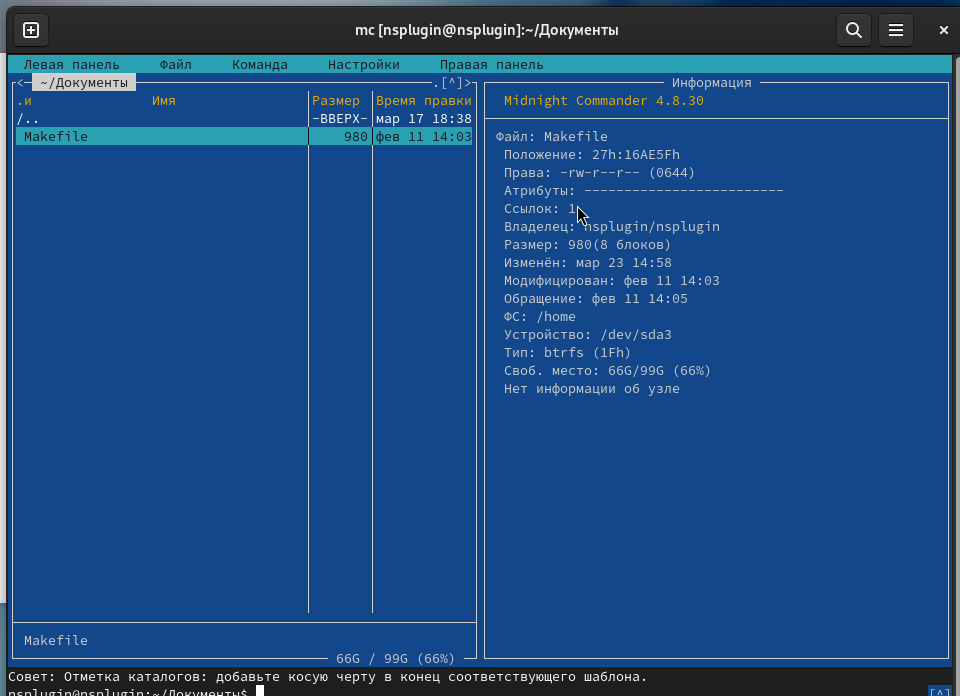 mc [nsplugin@nsplugin]:~/Документы
Левая панель Файл Команда Настройки Правая панель
<─ ~/Документы .[^]>
.и Имя Размер Время правки
/.. -ВВЕРХ- мар 17 18:38
Makefile 980 фев 11 14:03
Makefile
66G / 99G (66%)
Информация
Midnight Commander 4.8.30
Файл: Makefile
Положение: 27h:16AE5Fh
Права: -rw-r--r-- (0644)
Атрибуты: -------------------------
Ссылок: 1
Владелец: nsplugin/nsplugin
Размер: 980(8 блоков)
Изменён: мар 23 14:58
Модифицирован: фев 11 14:03
Обращение: фев 11 14:05
ФС: /home
Устройство: /dev/sda3
Тип: btrfs (1Fh)
Своб. место: 66G/99G (66%)
Нет информации об узле
Совет: Отметка каталогов: добавьте косую черту в конец соответствующего шаблона.
nsplugin@nsplugin:~/Документы$ [^]